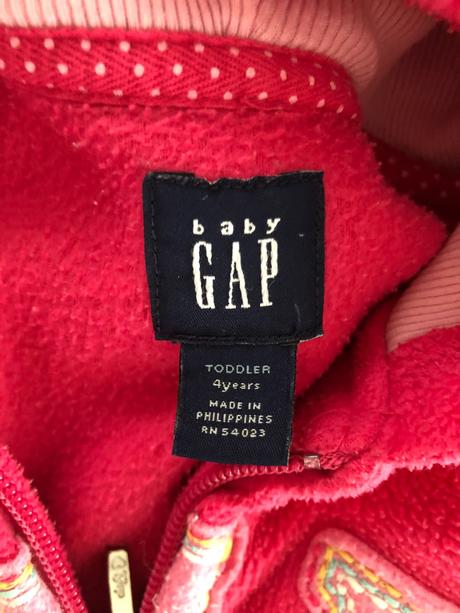 baby
GAP
TODDLER
4years
MADE IN
PHILIPPINES
RN 54023